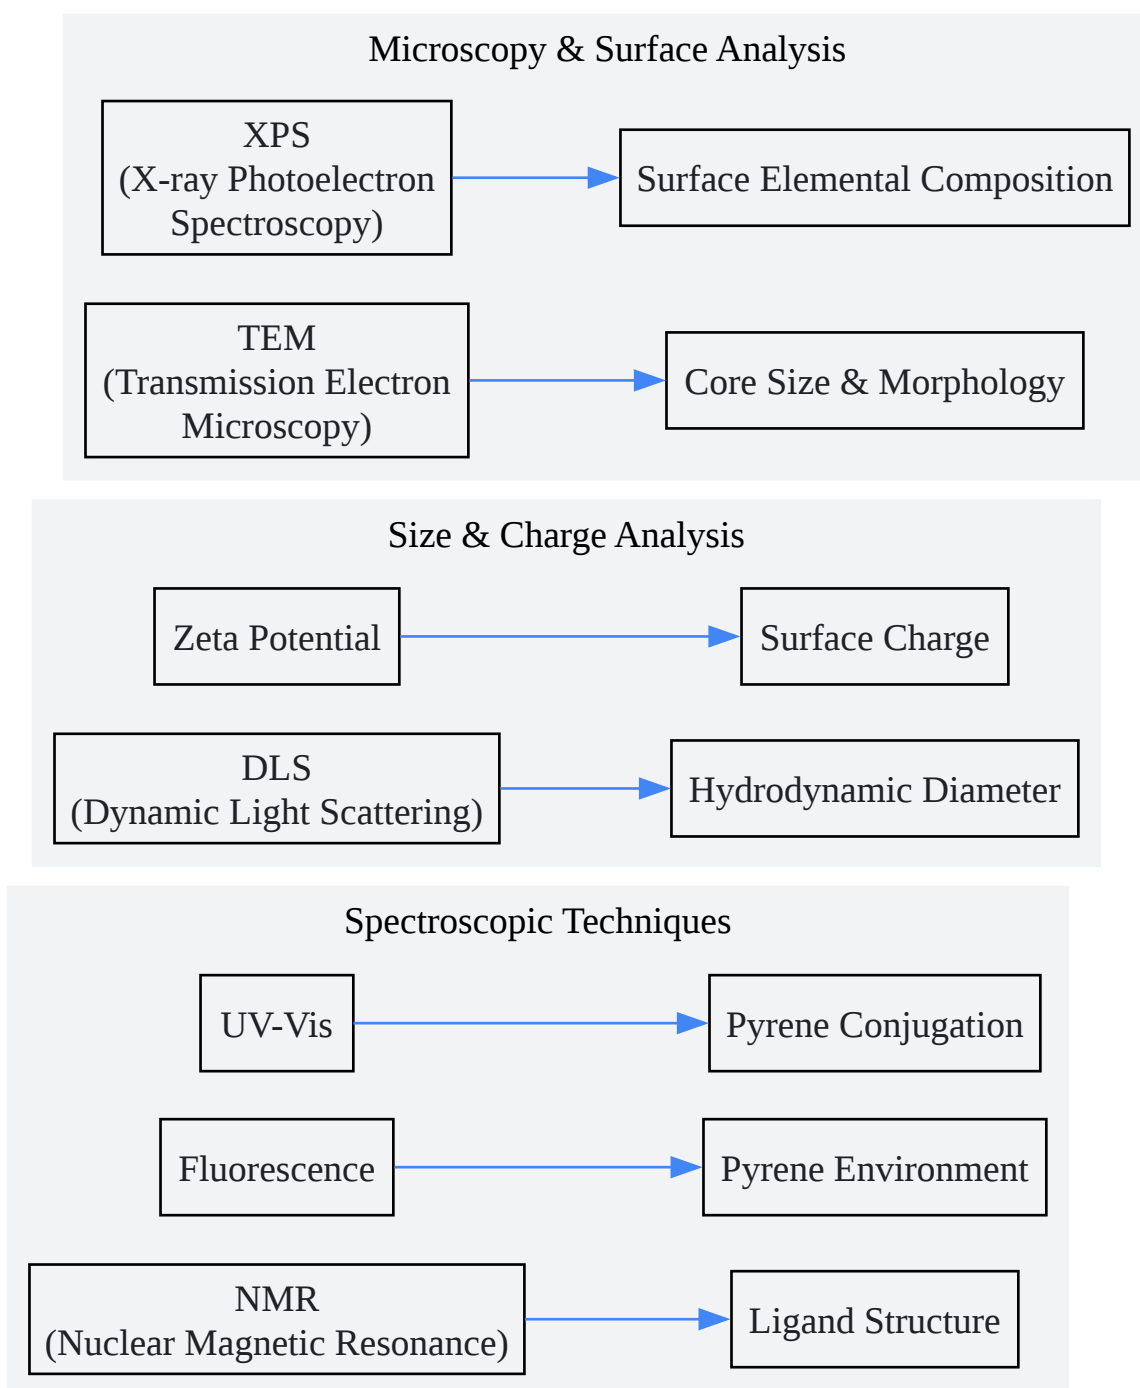 Microscopy & Surface Analysis
XPS
(X-ray Photoelectron
Spectroscopy)
Surface Elemental Composition
TEM
(Transmission Electron
Microscopy)
Core Size & Morphology
Size & Charge Analysis
Zeta Potential
Surface Charge
DLS
(Dynamic Light Scattering)
Hydrodynamic Diameter
Spectroscopic Techniques
UV-Vis
Pyrene Conjugation
Fluorescence
Pyrene Environment
NMR
(Nuclear Magnetic Resonance)
Ligand Structure